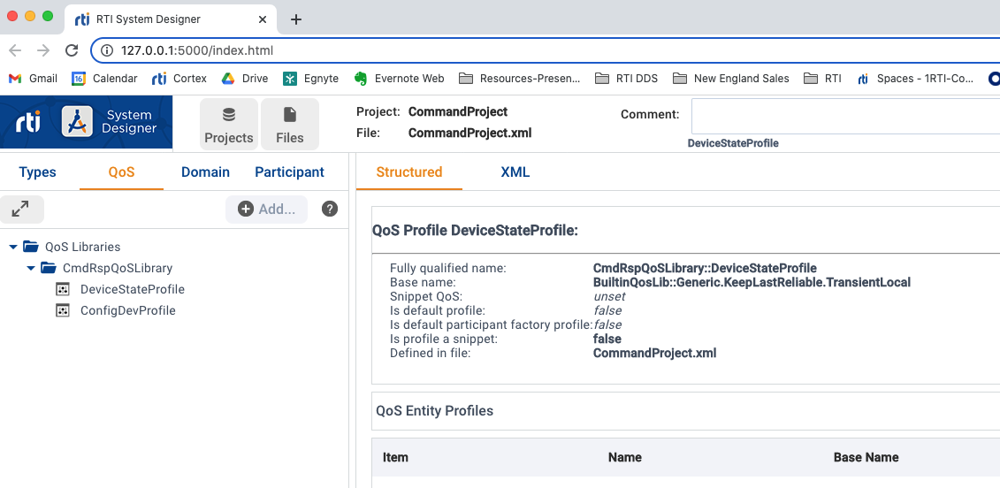 rti RTI System Designer
127.0.0.1:5000/index.html
Gmail 16 Calendar rti Cortex Drive Egnyte Evernote Web Resources-Presen... RTI DDS New England Sales RTI rti Spaces - 1RTI-Co...
rti System Designer
Projects Files
Project: CommandProject
File: CommandProject.xml
Comment:
DeviceStateProfile
Types QoS Domain Participant
Structured XML
Add... ?
QoS Libraries
CmdRspQoSLibrary
DeviceStateProfile
ConfigDevProfile
QoS Profile DeviceStateProfile:
Fully qualified name: CmdRspQoSLibrary::DeviceStateProfile
Base name: BuiltinQosLib::Generic.KeepLastReliable.TransientLocal
Snippet QoS: unset
Is default profile: false
Is default participant factory profile: false
Is profile a snippet: false
Defined in file: CommandProject.xml
QoS Entity Profiles
Item Name Base Name